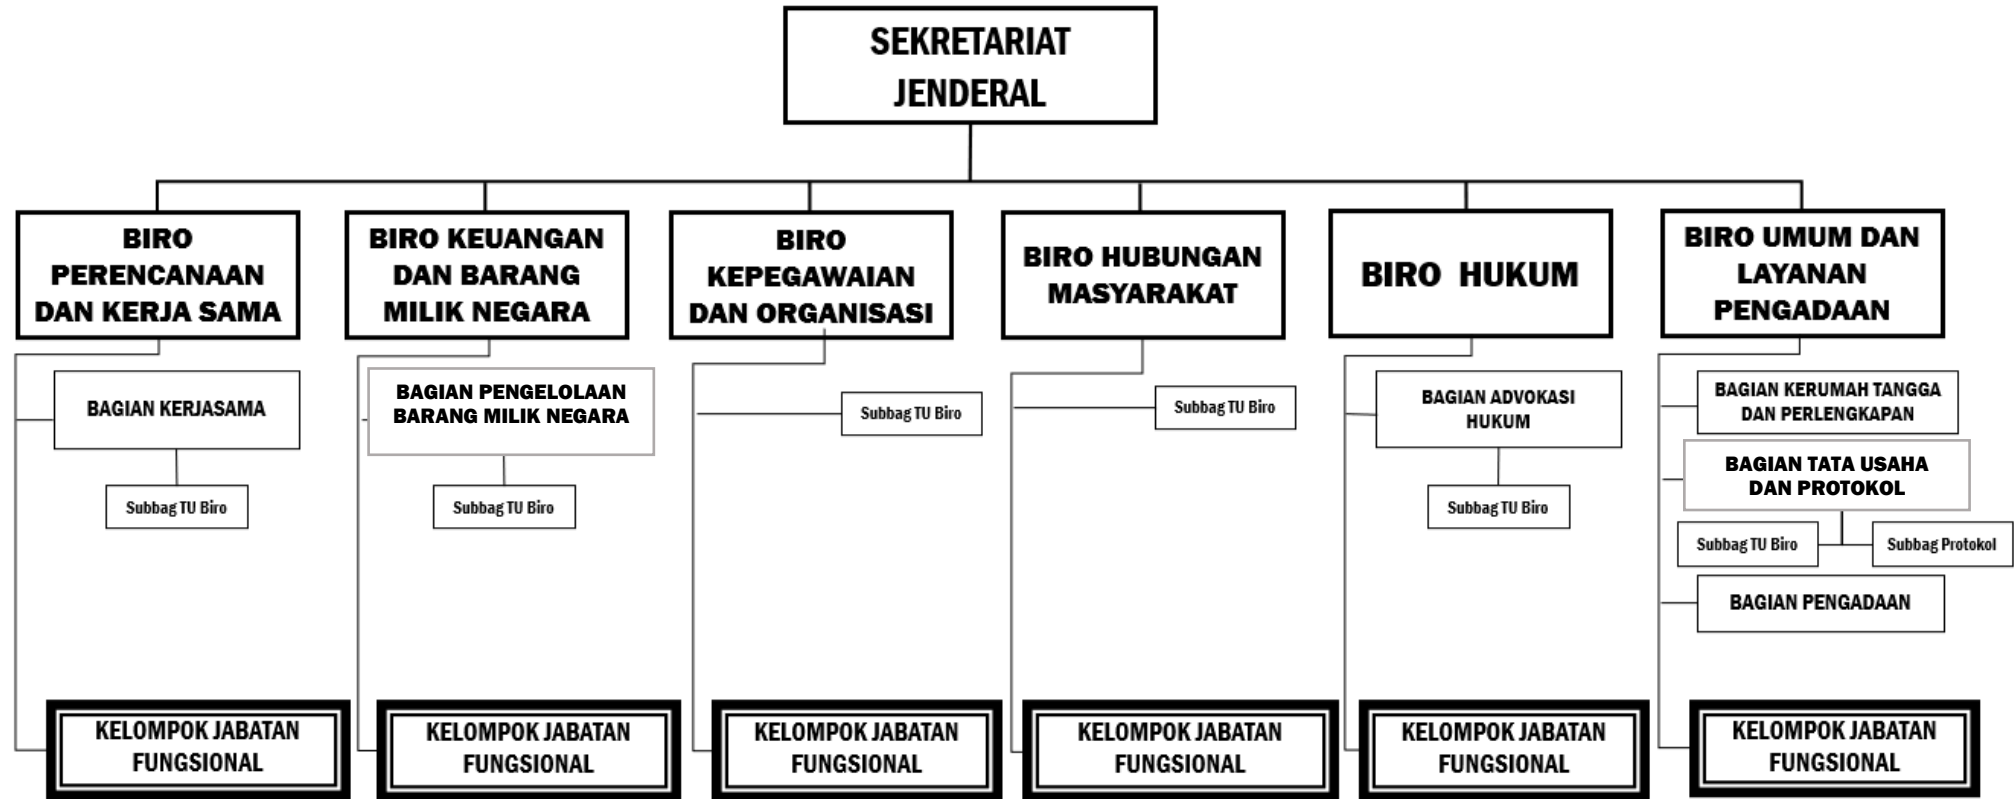 SEKRETARIAT
JENDERAL
BIRO
PERENCANAAN
DAN KERJA SAMA
BIRO KEUANGAN
DAN BARANG
MILIK NEGARA
BIRO
KEPEGAWAIAN
DAN ORGANISASI
BIRO HUBUNGAN
MASYARAKAT
BIRO HUKUM
BIRO UMUM DAN
LAYANAN
PENGADAAN
BAGIAN KERJASAMA
Subbag TU Biro
BAGIAN PENGELOLAAN
BARANG MILIK NEGARA
Subbag TU Biro
Subbag TU Biro
Subbag TU Biro
BAGIAN ADVOKASI
HUKUM
Subbag TU Biro
BAGIAN KERUMAH TANGGA
DAN PERLENGKAPAN
BAGIAN TATA USAHA
DAN PROTOKOL
Subbag TU Biro
Subbag Protokol
BAGIAN PENGADAAN
KELOMPOK JABATAN
FUNGSIONAL
KELOMPOK JABATAN
FUNGSIONAL
KELOMPOK JABATAN
FUNGSIONAL
KELOMPOK JABATAN
FUNGSIONAL
KELOMPOK JABATAN
FUNGSIONAL
KELOMPOK JABATAN
FUNGSIONAL